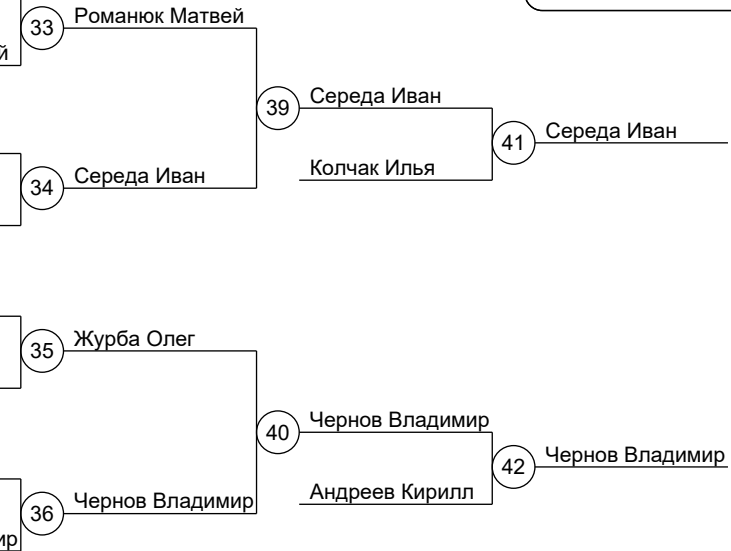 33 Романюк Матвей
й
39 Середа Иван
41 Середа Иван
34 Середа Иван
Колчак Илья
35 Журба Олег
40 Чернов Владимир
42 Чернов Владимир
Андреев Кирилл
36 Чернов Владимир
ир